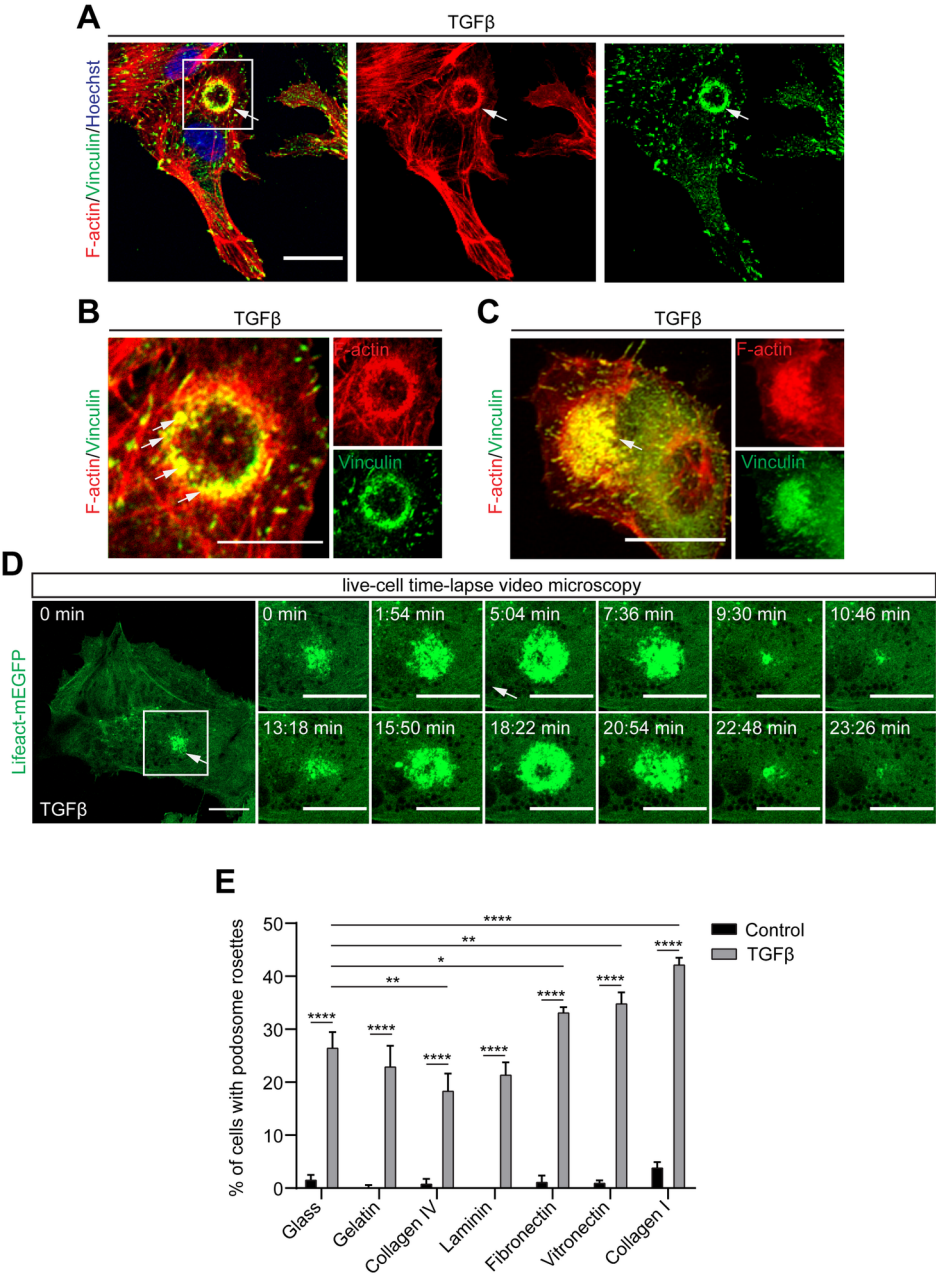 A
TGFβ
F-actin/Vinculin/Hoechst
B
TGFβ
F-actin/Vinculin
F-actin
Vinculin
C
TGFβ
F-actin/Vinculin
F-actin
Vinculin
D
live-cell time-lapse video microscopy
Lifeact-mEGFP
0 min
TGFβ
0 min
1:54 min
5:04 min
7:36 min
9:30 min
10:46 min
13:18 min
15:50 min
18:22 min
20:54 min
22:48 min
23:26 min
E
% of cells with podosome rosettes
50
40
30
20
10
0
****
**
*
**
****
****
****
****
****
****
****
Control
TGFβ
Glass
Gelatin
Collagen IV
Laminin
Fibronectin
Vitronectin
Collagen I